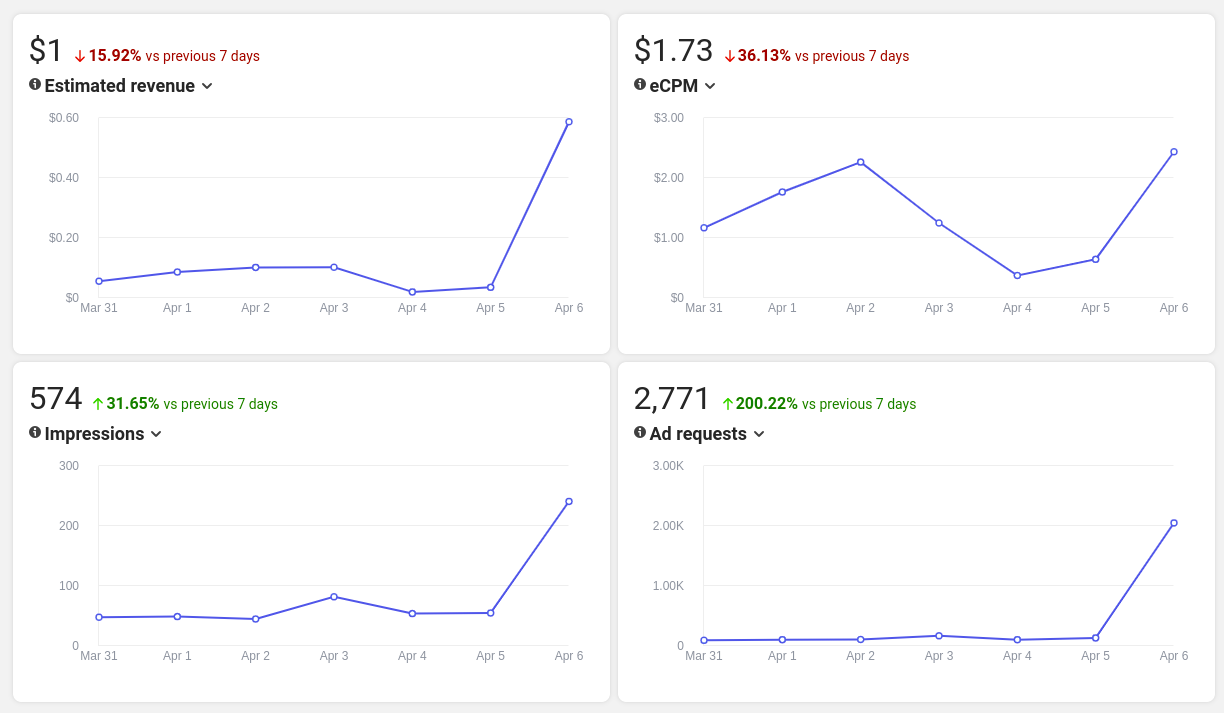 $1 15.92% vs previous 7 days
Estimated revenue
$0.60
$0.40
$0.20
$0
Mar 31 Apr 1 Apr 2 Apr 3 Apr 4 Apr 5 Apr 6
$1.73 36.13% vs previous 7 days
eCPM
$3.00
$2.00
$1.00
$0
Mar 31 Apr 1 Apr 2 Apr 3 Apr 4 Apr 5 Apr 6
574 31.65% vs previous 7 days
Impressions
300
200
100
0
Mar 31 Apr 1 Apr 2 Apr 3 Apr 4 Apr 5 Apr 6
2,771 200.22% vs previous 7 days
Ad requests
3.00K
2.00K
1.00K
0
Mar 31 Apr 1 Apr 2 Apr 3 Apr 4 Apr 5 Apr 6